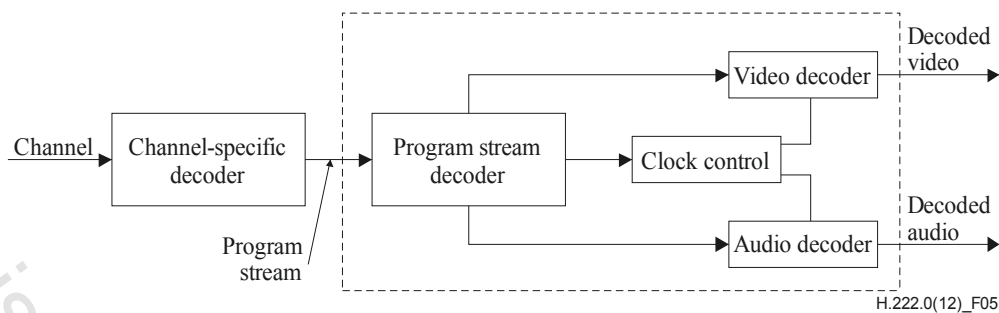 Decoded
video
Video decoder
Channel
Channel-specific
decoder
Program stream
decoder
Clock control
Program
stream
Audio decoder
Decoded
audio
H.222.0(12)_F05